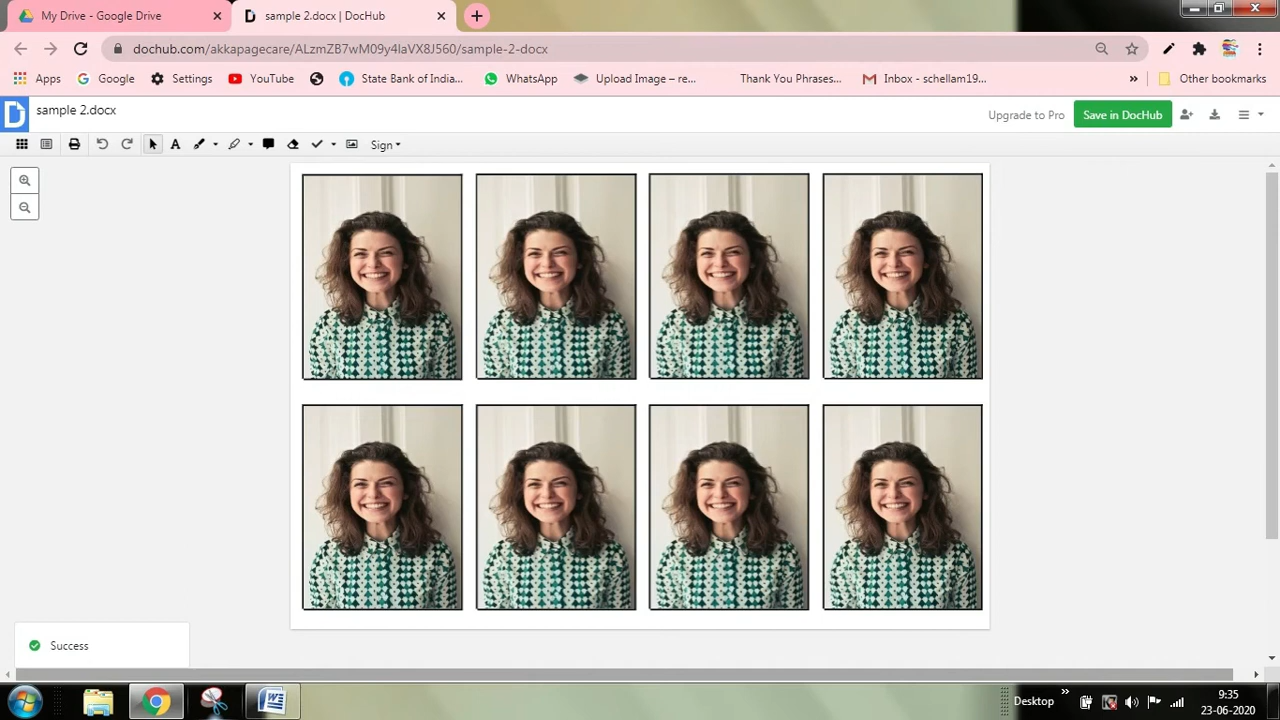 My Drive - Google Drive
sample 2.docx | DocHub
dochub.com/akkapagecare/ALzmZB7wM09y4laVX8J560/sample-2-docx
Apps Google Settings YouTube State Bank of India... WhatsApp Upload Image – re... Thank You Phrases... Inbox - schellam19... » Other bookmarks
sample 2.docx
Upgrade to Pro Save in DocHub
A Sign
Success
Desktop »
9:35
23-06-2020